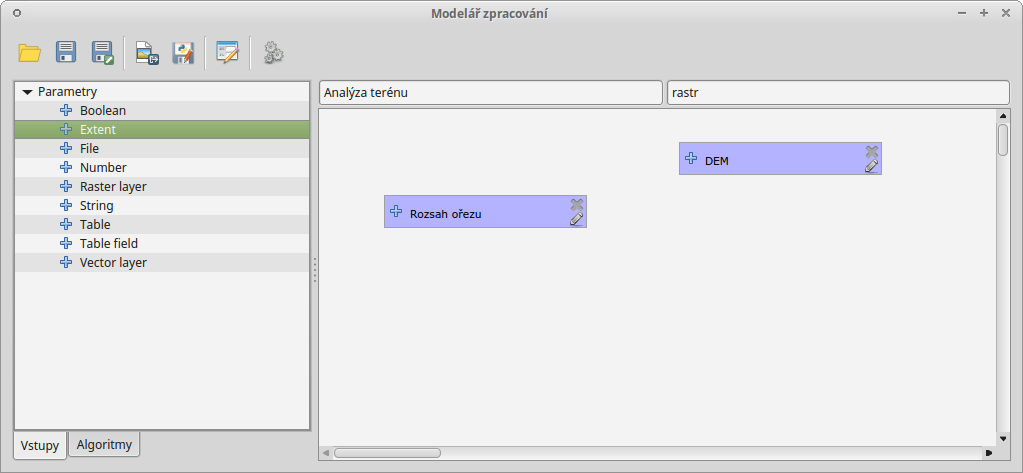 Modelář zpracování
Parametry
Boolean
Extent
File
Number
Raster layer
String
Table
Table field
Vector layer
Vstupy
Algoritmy
Analýza terénu
rastr
DEM
Rozsah ořezu